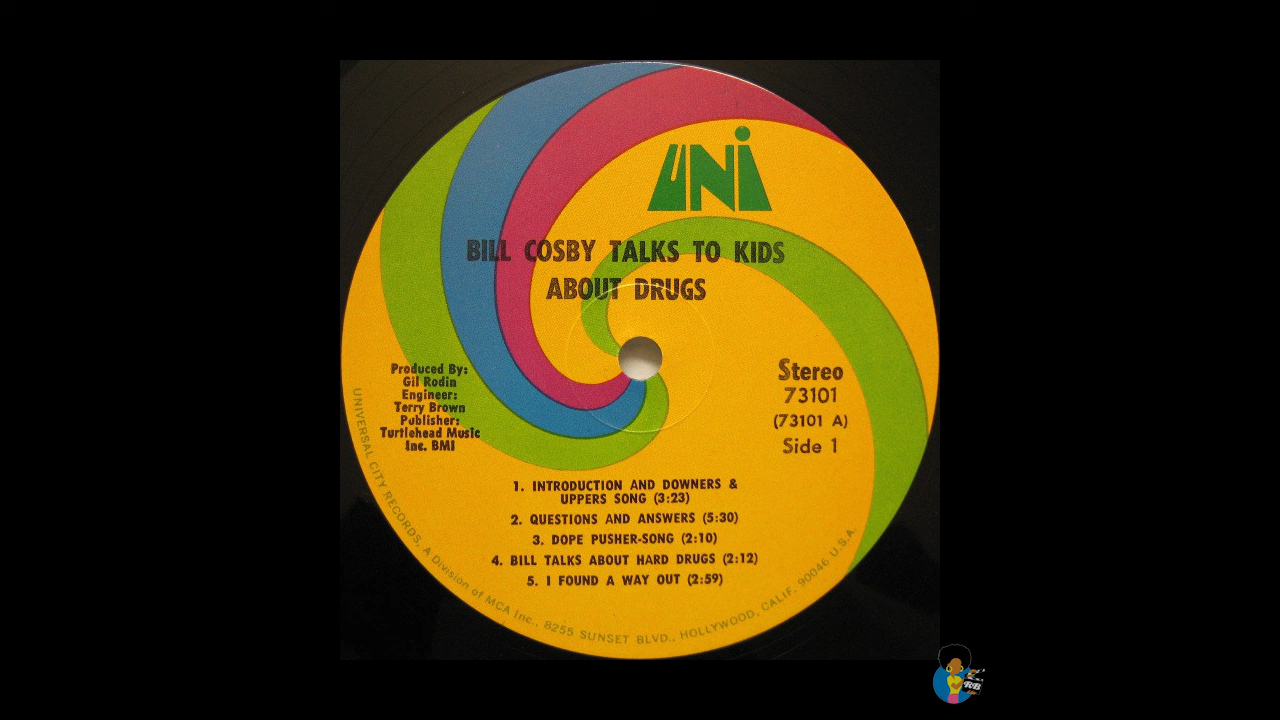 UNI
BILL COSBY TALKS TO KIDS
ABOUT DRUGS
Produced By:
Gil Rodin
Engineer:
Terry Brown
Publisher:
Turtlehead Music
Inc. BMI
Stereo
73101
(73101 A)
Side 1
1. INTRODUCTION AND DOWNERS &
UPPERS SONG (3:23)
2. QUESTIONS AND ANSWERS (5:30)
3. DOPE PUSHER-SONG (2:10)
4. BILL TALKS ABOUT HARD DRUGS (2:12)
5. I FOUND A WAY OUT (2:59)
UNIVERSAL CITY RECORDS, A Division of MCA Inc., 8255 SUNSET BLVD., HOLLYWOOD, CALIF. 90046 U.S.A.
RB